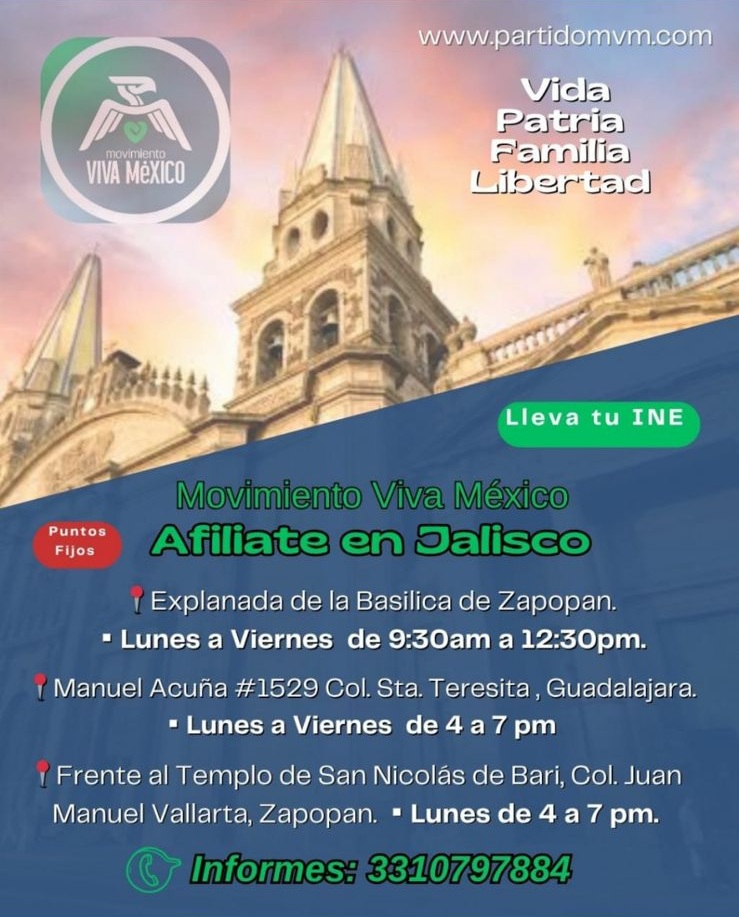 www.partidomvm.com
Vida
Patria
Familia
Libertad
movimiento
VIVA MéXICO
Lleva tu INE
Movimiento Viva México
Puntos
Fijos
Afiliate en Jalisco
Explanada de la Basilica de Zapopan.
▪ Lunes a Viernes de 9:30am a 12:30pm.
Manuel Acuña #1529 Col. Sta. Teresita , Guadalajara.
▪ Lunes a Viernes de 4 a 7 pm
Frente al Templo de San Nicolás de Bari, Col. Juan
Manuel Vallarta, Zapopan. ▪ Lunes de 4 a 7 pm.
Informes: 3310797884